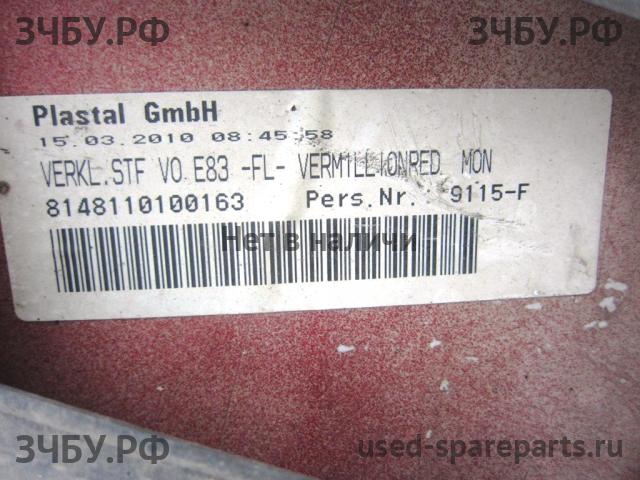 ЗЧБУ.РФ
ЗЧБУ.РФ
Plastal GmbH
15.03.2010 08:45:58
VERKL.STF VO E83 -FL- VERMILLIONRED MON
8148110100163 Pers.Nr. 9115-F
Нет в наличи
ЗЧБУ.РФ
used-spareparts.ru